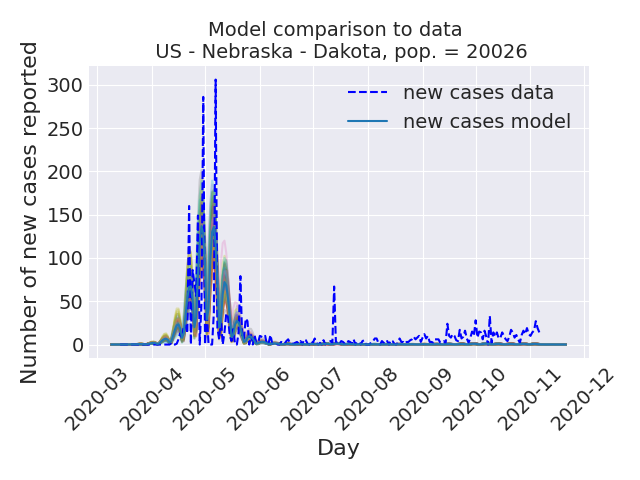 Model comparison to data
US - Nebraska - Dakota, pop. = 20026
Number of new cases reported
300
250
200
150
100
50
0
new cases data
new cases model
2020-03
2020-04
2020-05
2020-06
2020-07
2020-08
2020-09
2020-10
2020-11
2020-12
Day